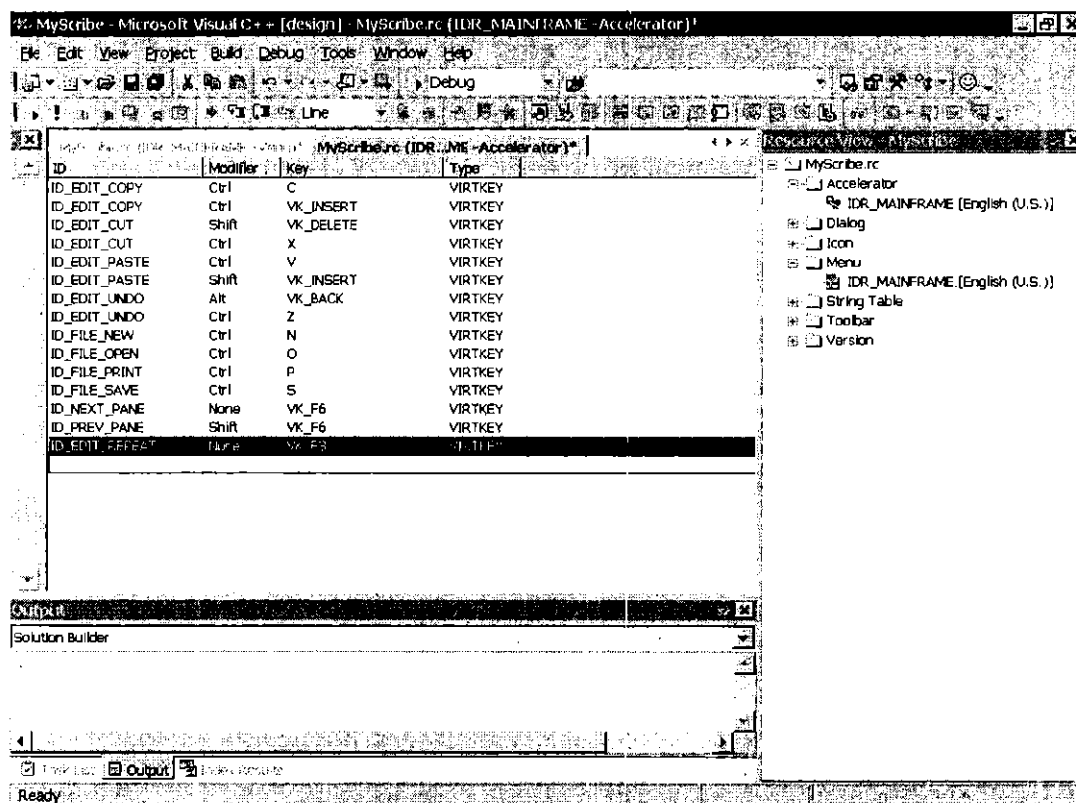 MyScribe - Microsoft Visual C++ [design] - MyScribe.rc (IDR_MAINFRAME - Accelerator)*
File Edit View Project Build Debug Tools Window Help
Debug
Line
MyScribe.rc (IDR...ME - Accelerator)*
Resource View - MyScribe
ID Modifier Key Type
ID_EDIT_COPY Ctrl C VIRTKEY
ID_EDIT_COPY Ctrl VK_INSERT VIRTKEY
ID_EDIT_CUT Shift VK_DELETE VIRTKEY
ID_EDIT_CUT Ctrl X VIRTKEY
ID_EDIT_PASTE Ctrl V VIRTKEY
ID_EDIT_PASTE Shift VK_INSERT VIRTKEY
ID_EDIT_UNDO Alt VK_BACK VIRTKEY
ID_EDIT_UNDO Ctrl Z VIRTKEY
ID_FILE_NEW Ctrl N VIRTKEY
ID_FILE_OPEN Ctrl O VIRTKEY
ID_FILE_PRINT Ctrl P VIRTKEY
ID_FILE_SAVE Ctrl S VIRTKEY
ID_NEXT_PANE None VK_F6 VIRTKEY
ID_PREV_PANE Shift VK_F6 VIRTKEY
ID_EDIT_REPEAT None VIRTKEY
MyScribe.rc
Accelerator
IDR_MAINFRAME [English (U.S.)]
Dialog
Icon
Menu
IDR_MAINFRAME [English (U.S.)]
String Table
Toolbar
Version
Output
Solution Builder
Task List Output Index Results
Ready